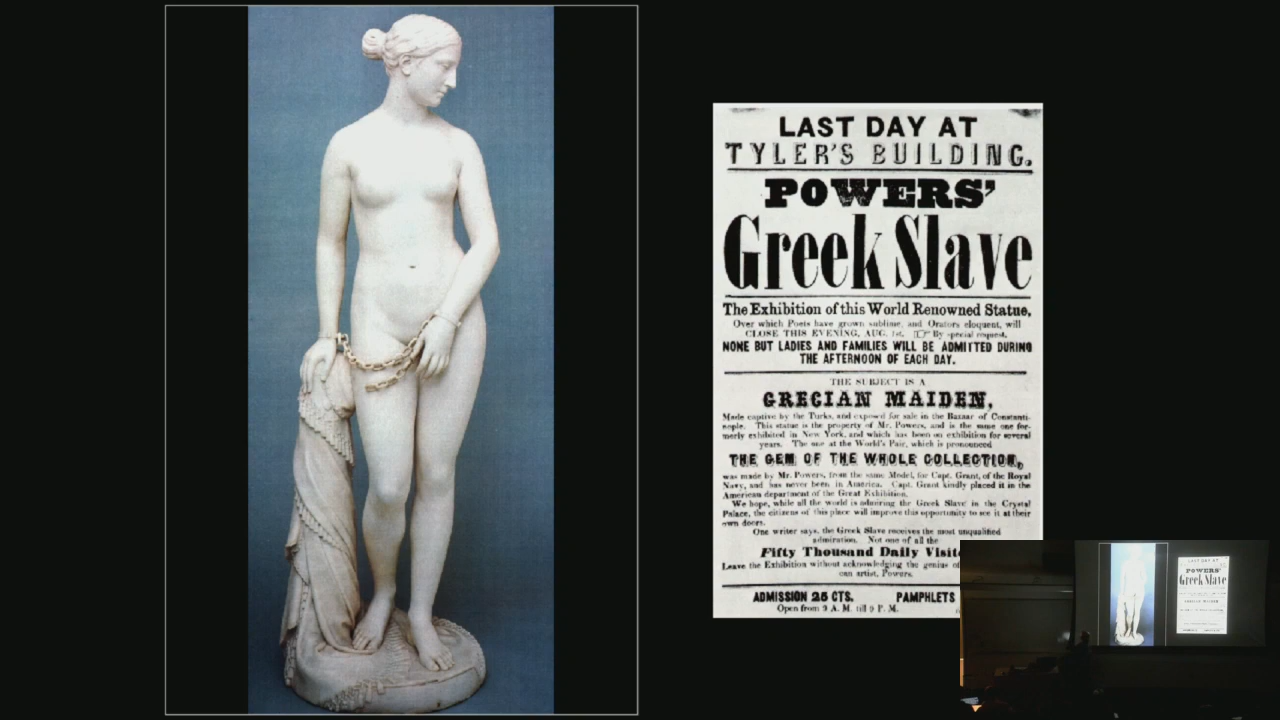 LAST DAY AT
TYLER'S BUILDING.
POWERS'
Greek Slave
The Exhibition of this World Renowned Statue,
Over which Poets have grown sublime, and Orators eloquent, will
CLOSE THIS EVENING, AUG. 1st. ☞ By special request,
NONE BUT LADIES AND FAMILIES WILL BE ADMITTED DURING
THE AFTERNOON OF EACH DAY.
THE SUBJECT IS A
GRECIAN MAIDEN,
Made captive by the Turks, and exposed for sale in the Bazaar of Constanti-
nople. This statue is the property of Mr. Powers, and is the same one for-
merly exhibited in New York, and which has been on exhibition for several
years. The one at the World's Fair, which is pronounced
THE GEM OF THE WHOLE COLLECTION,
was made by Mr. Powers, from the same Model, for Capt. Grant, of the Royal
Navy, and has never been in America. Capt. Grant kindly placed it in the
American department of the Great Exhibition.
We hope, while all the world is admiring the Greek Slave in the Crystal
Palace, the citizens of this place will improve this opportunity to see it at their
own doors.
One writer says, the Greek Slave receives the most unqualified
admiration. Not one of all the
Fifty Thousand Daily
Leave the Exhibition without acknowledging the genius of
can artist, Powers.
ADMISSION 25 CTS. PAMPHLETS
Open from 9 A. M. till 9 P. M.
LAST DAY AT
POWERS'
Greek Slave